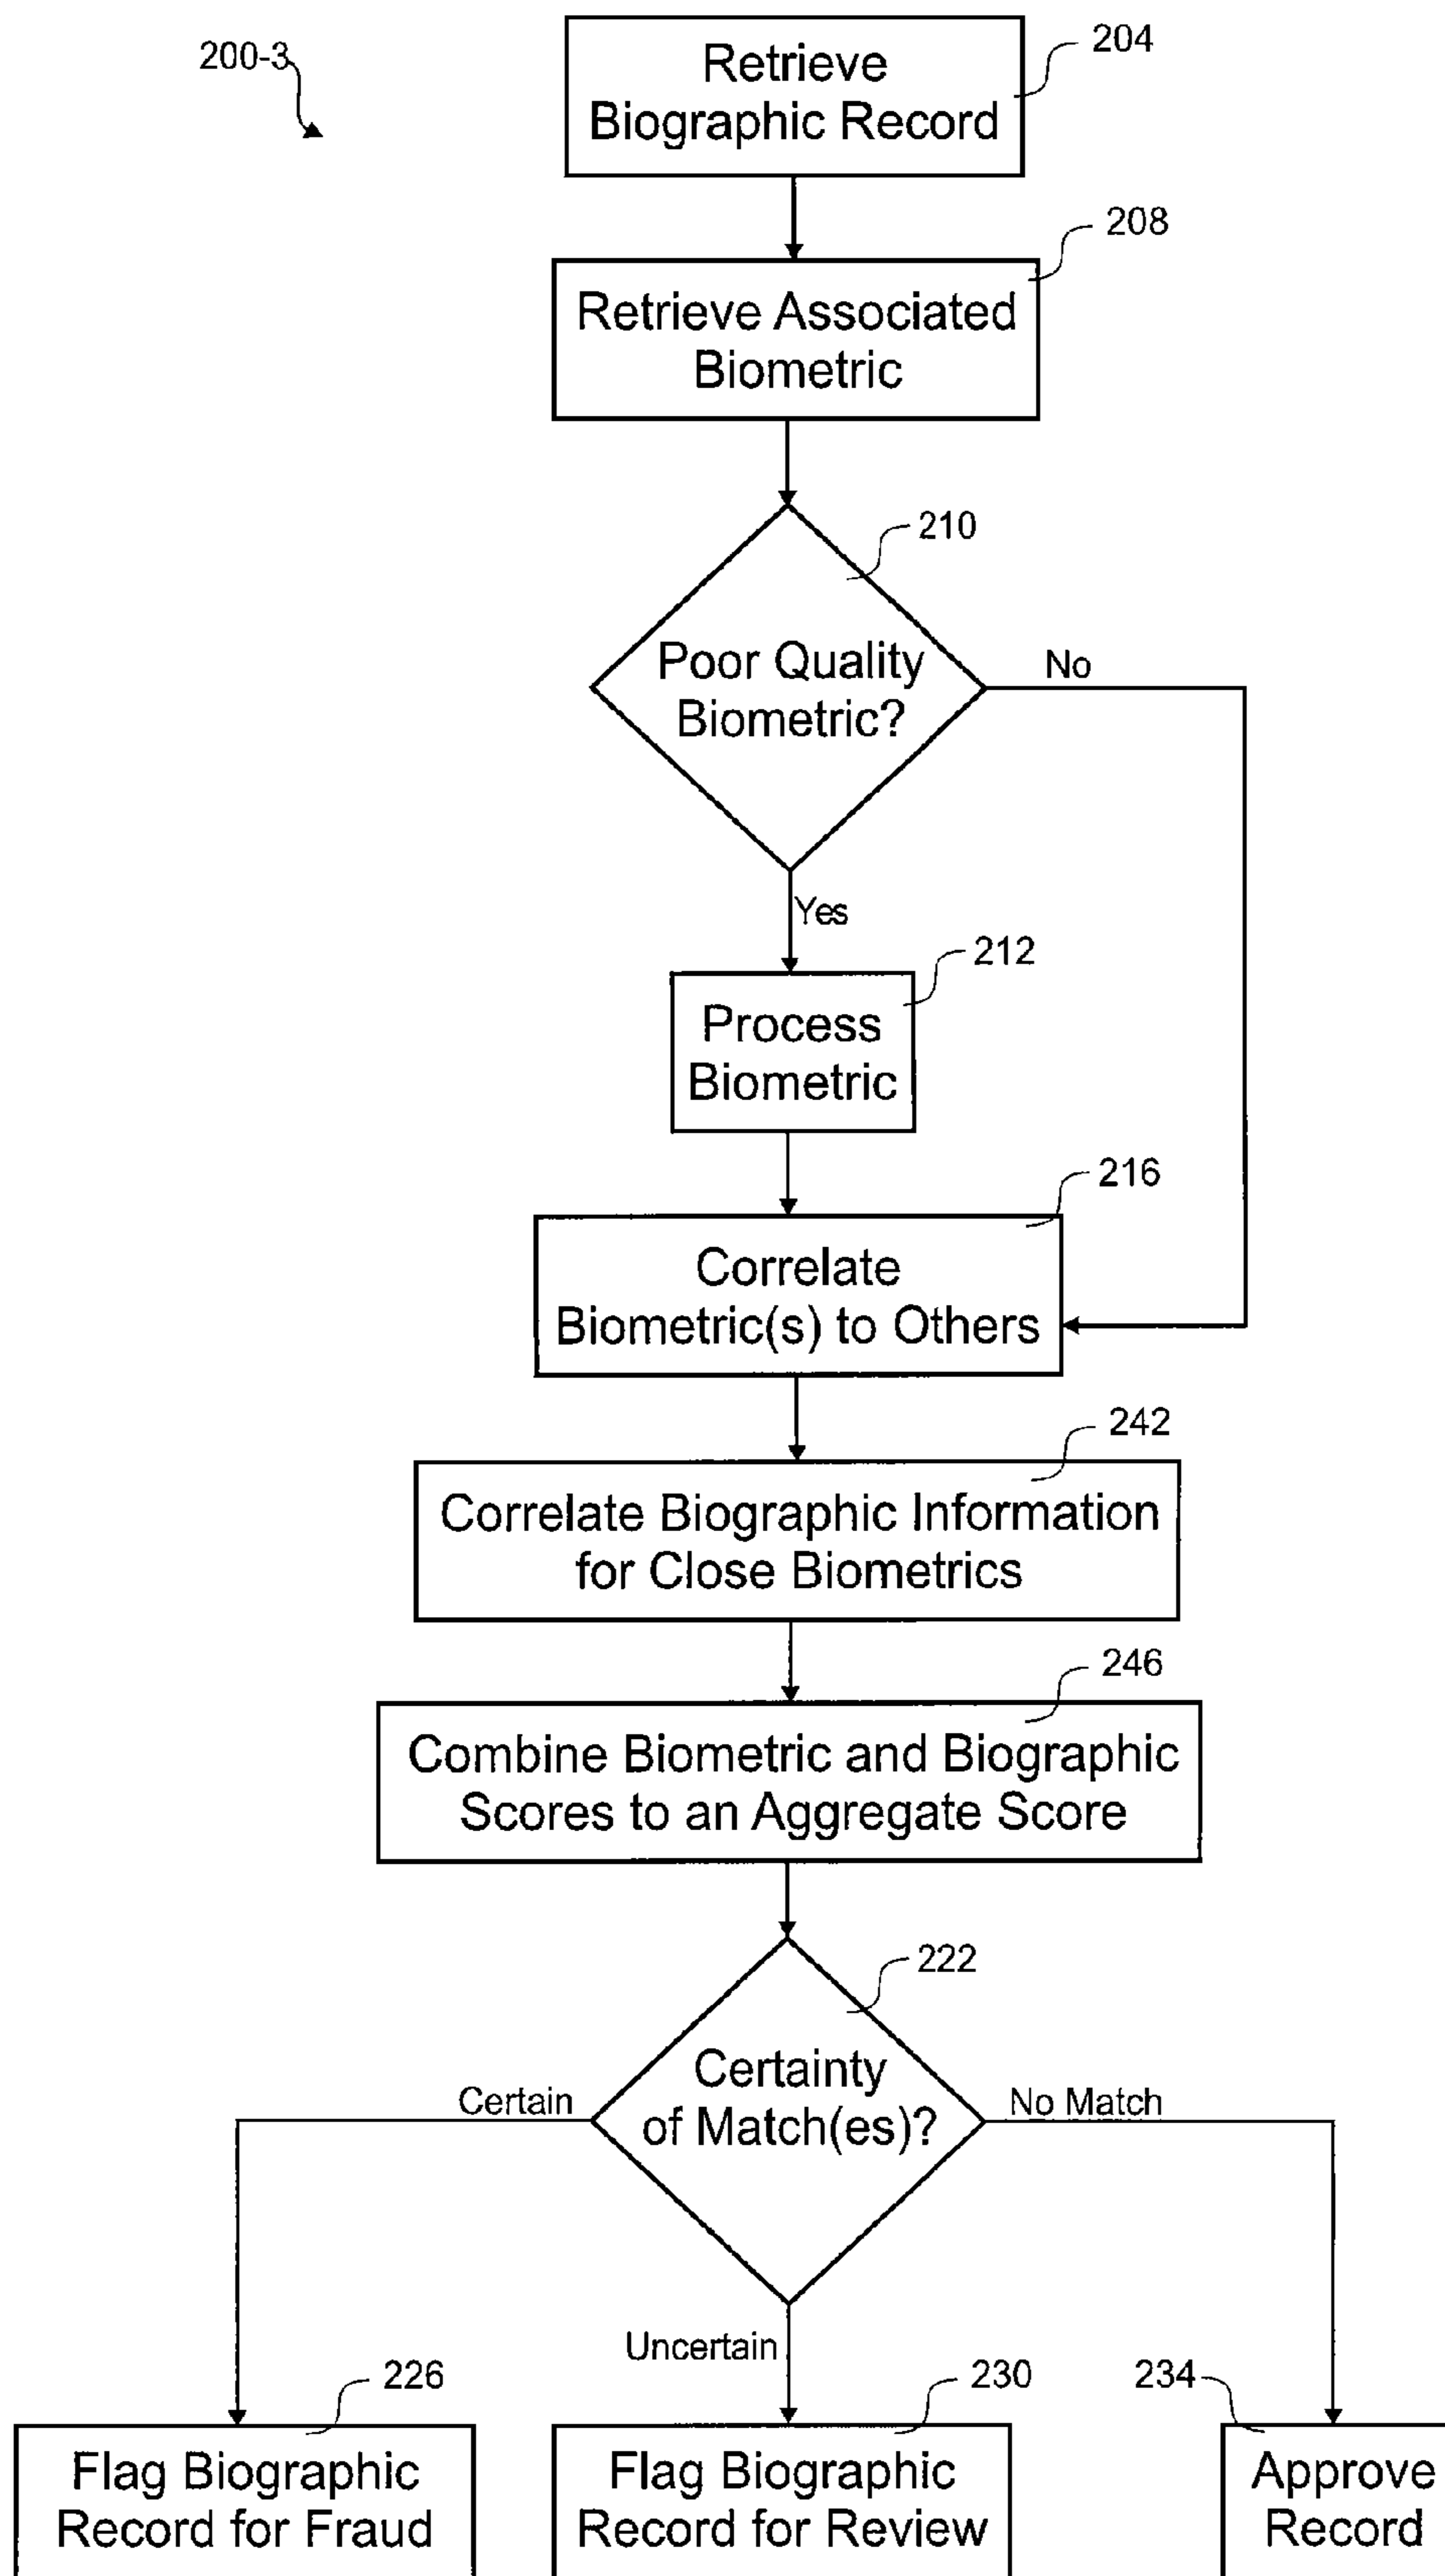 200-3
204
Retrieve
Biographic Record
208
Retrieve Associated
Biometric
210
Poor Quality
Biometric?
No
Yes
212
Process
Biometric
216
Correlate
Biometric(s) to Others
242
Correlate Biographic Information
for Close Biometrics
246
Combine Biometric and Biographic
Scores to an Aggregate Score
222
Certainty
of Match(es)?
Certain
No Match
Uncertain
226
230
234
Flag Biographic
Record for Fraud
Flag Biographic
Record for Review
Approve
Record